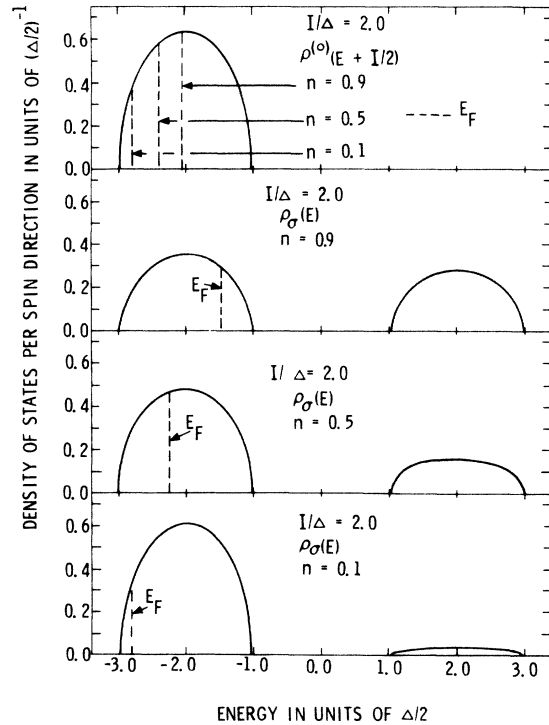 DENSITY OF STATES PER SPIN DIRECTION IN UNITS OF (Δ/2)⁻¹
I/Δ = 2.0
ρ⁽⁰⁾(E + I/2)
n = 0.9
n = 0.5
n = 0.1
E_F
0.6
0.4
0.2
0.0
I/Δ = 2.0
ρσ(E)
n = 0.9
E_F
0.6
0.4
0.2
0.0
I/ Δ= 2.0
ρσ(E)
n = 0.5
E_F
0.6
0.4
0.2
0.0
I/Δ = 2.0
ρσ(E)
n = 0.1
E_F
0.6
0.4
0.2
0.0
-3.0 -2.0 -1.0 0.0 1.0 2.0 3.0
ENERGY IN UNITS OF Δ/2